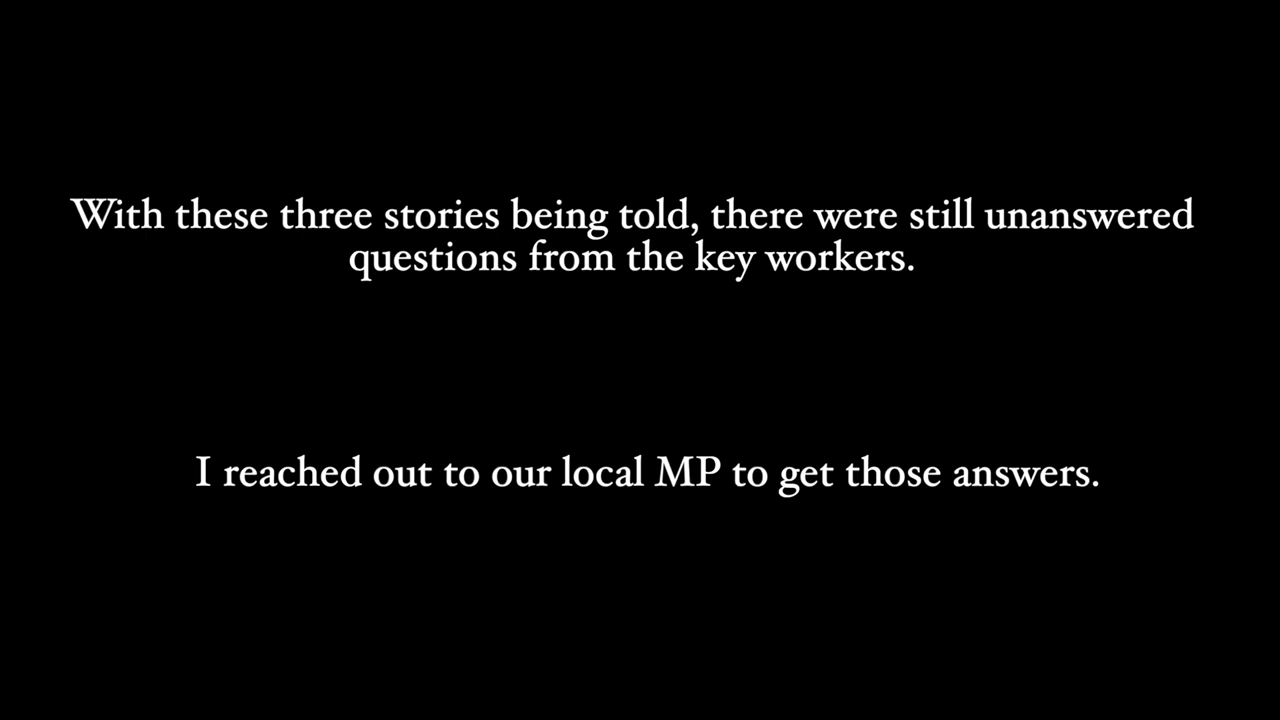 With these three stories being told, there were still unanswered
questions from the key workers.
I reached out to our local MP to get those answers.